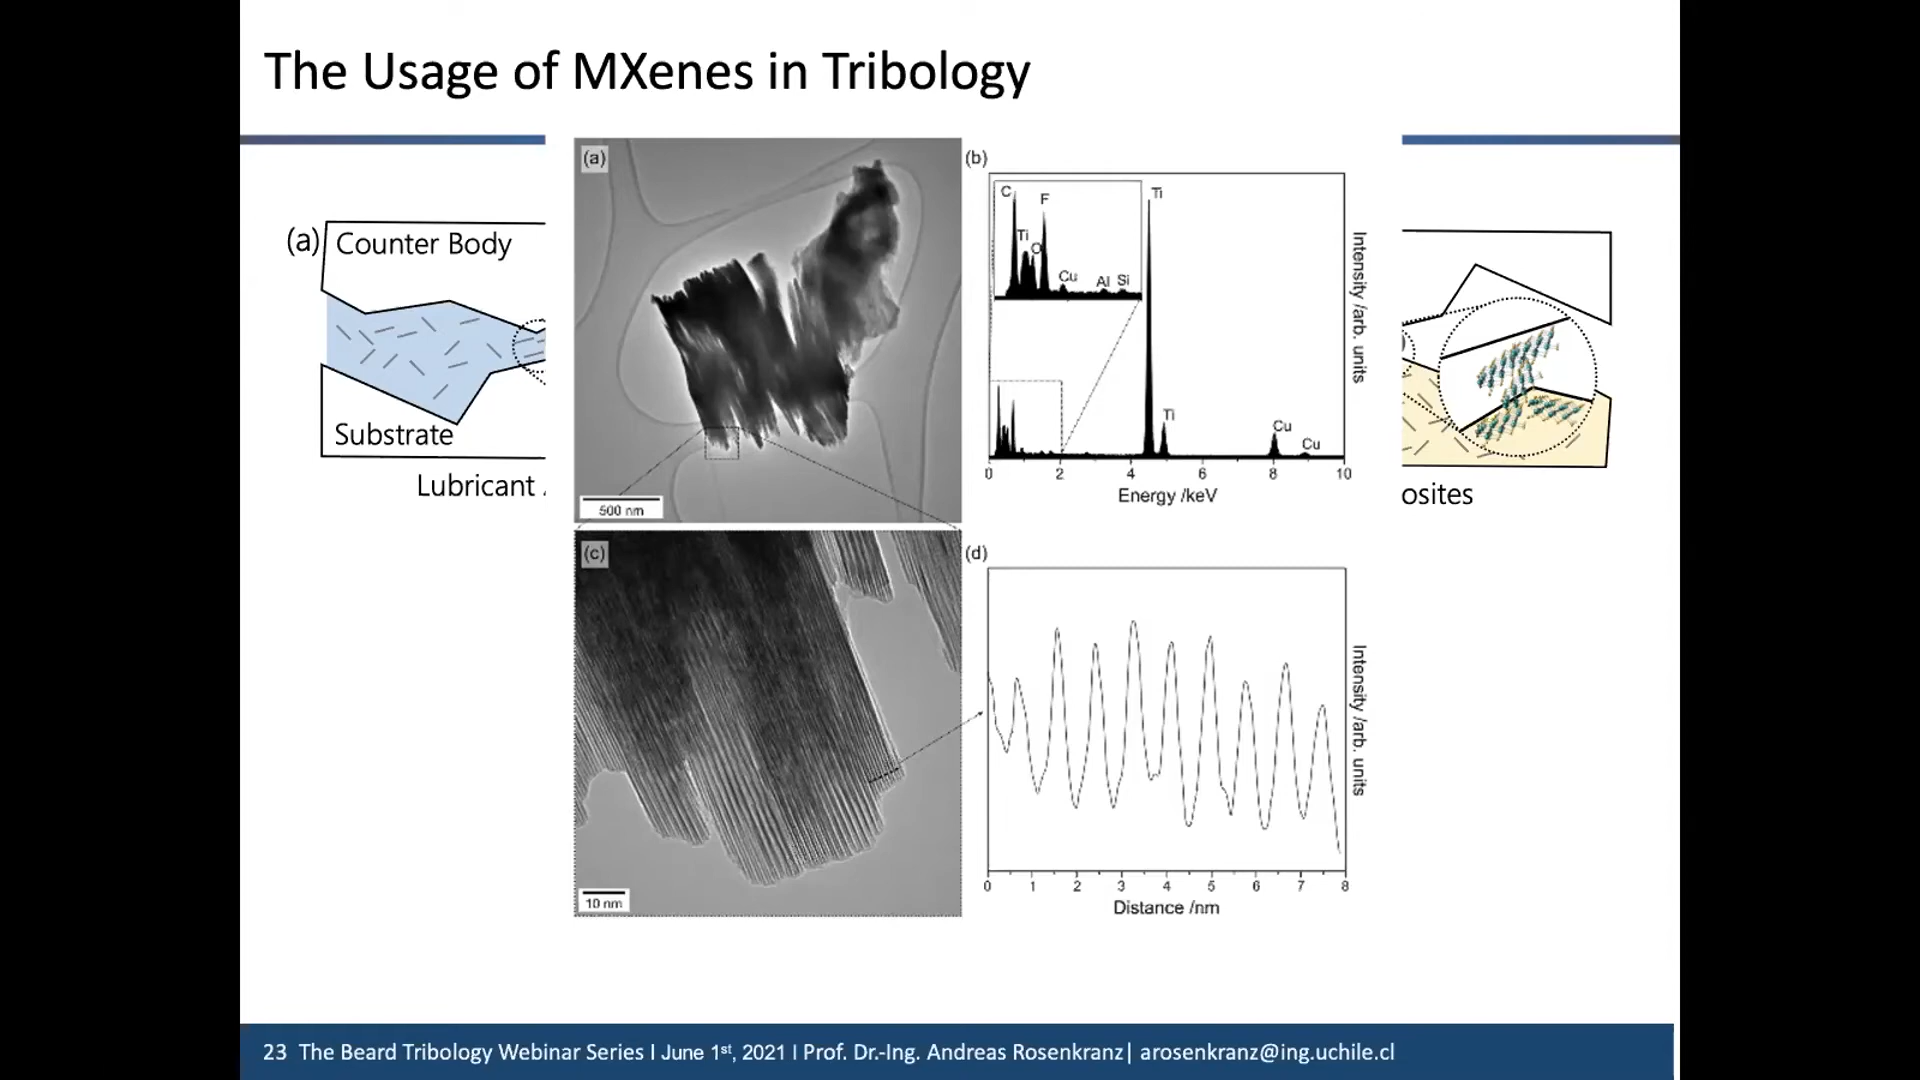 The Usage of MXenes in Tribology
(a)
Counter Body
Substrate
Lubricant
(a)
500 nm
(b)
C
F
Ti
O
Cu
Al
Si
Ti
Ti
Cu
Cu
0 2 4 6 8 10
Energy /keV
Intensity /arb. units
osites
(c)
10 nm
(d)
0 1 2 3 4 5 6 7 8
Distance /nm
Intensity /arb. units
23 The Beard Tribology Webinar Series I June 1st, 2021 I Prof. Dr.-Ing. Andreas Rosenkranz| arosenkranz@ing.uchile.cl